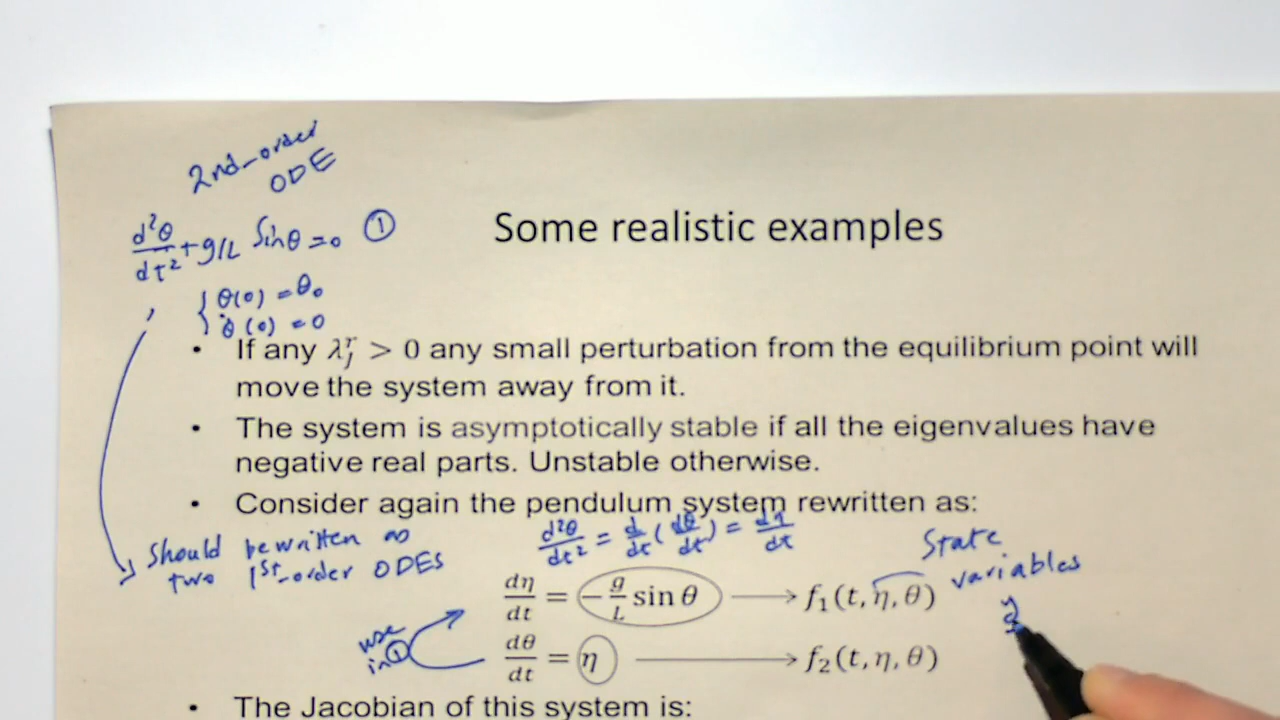 2nd-order
ODE
d²θ/dt² + g/L Sinθ = 0 ①
{ θ(0) = θ₀
θ̇(0) = 0
Some realistic examples
• If any λⱼʳ > 0 any small perturbation from the equilibrium point will
move the system away from it.
• The system is asymptotically stable if all the eigenvalues have
negative real parts. Unstable otherwise.
• Consider again the pendulum system rewritten as:
Should be written as
two 1st-order ODEs
d²θ/dt² = d/dt (dθ/dt) = dη/dt
State
variables
y
dη/dt = −g/L sin θ → f₁(t, η, θ)
use
in ①
dθ/dt = η → f₂(t, η, θ)
• The Jacobian of this system is: